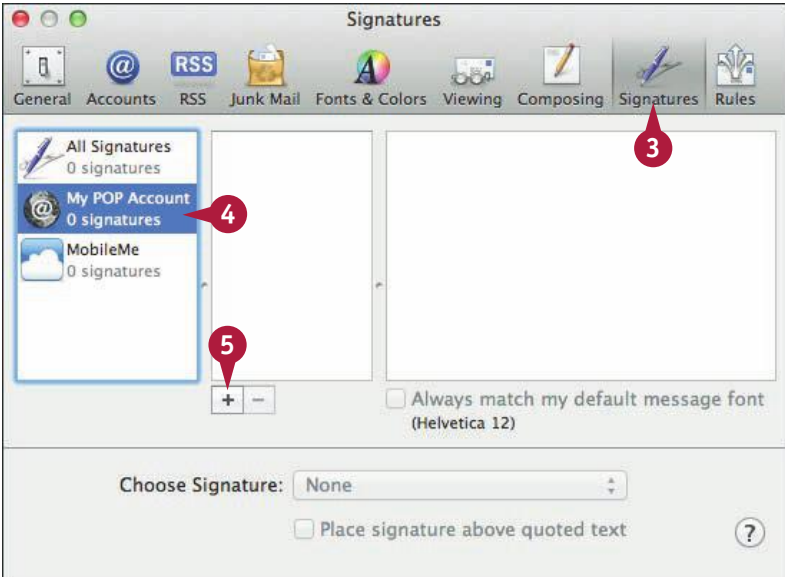 Signatures
General Accounts RSS Junk Mail Fonts & Colors Viewing Composing Signatures Rules
RSS
3
All Signatures
0 signatures
My POP Account
0 signatures
4
MobileMe
0 signatures
5
+ −
Always match my default message font
(Helvetica 12)
Choose Signature: None
Place signature above quoted text
?